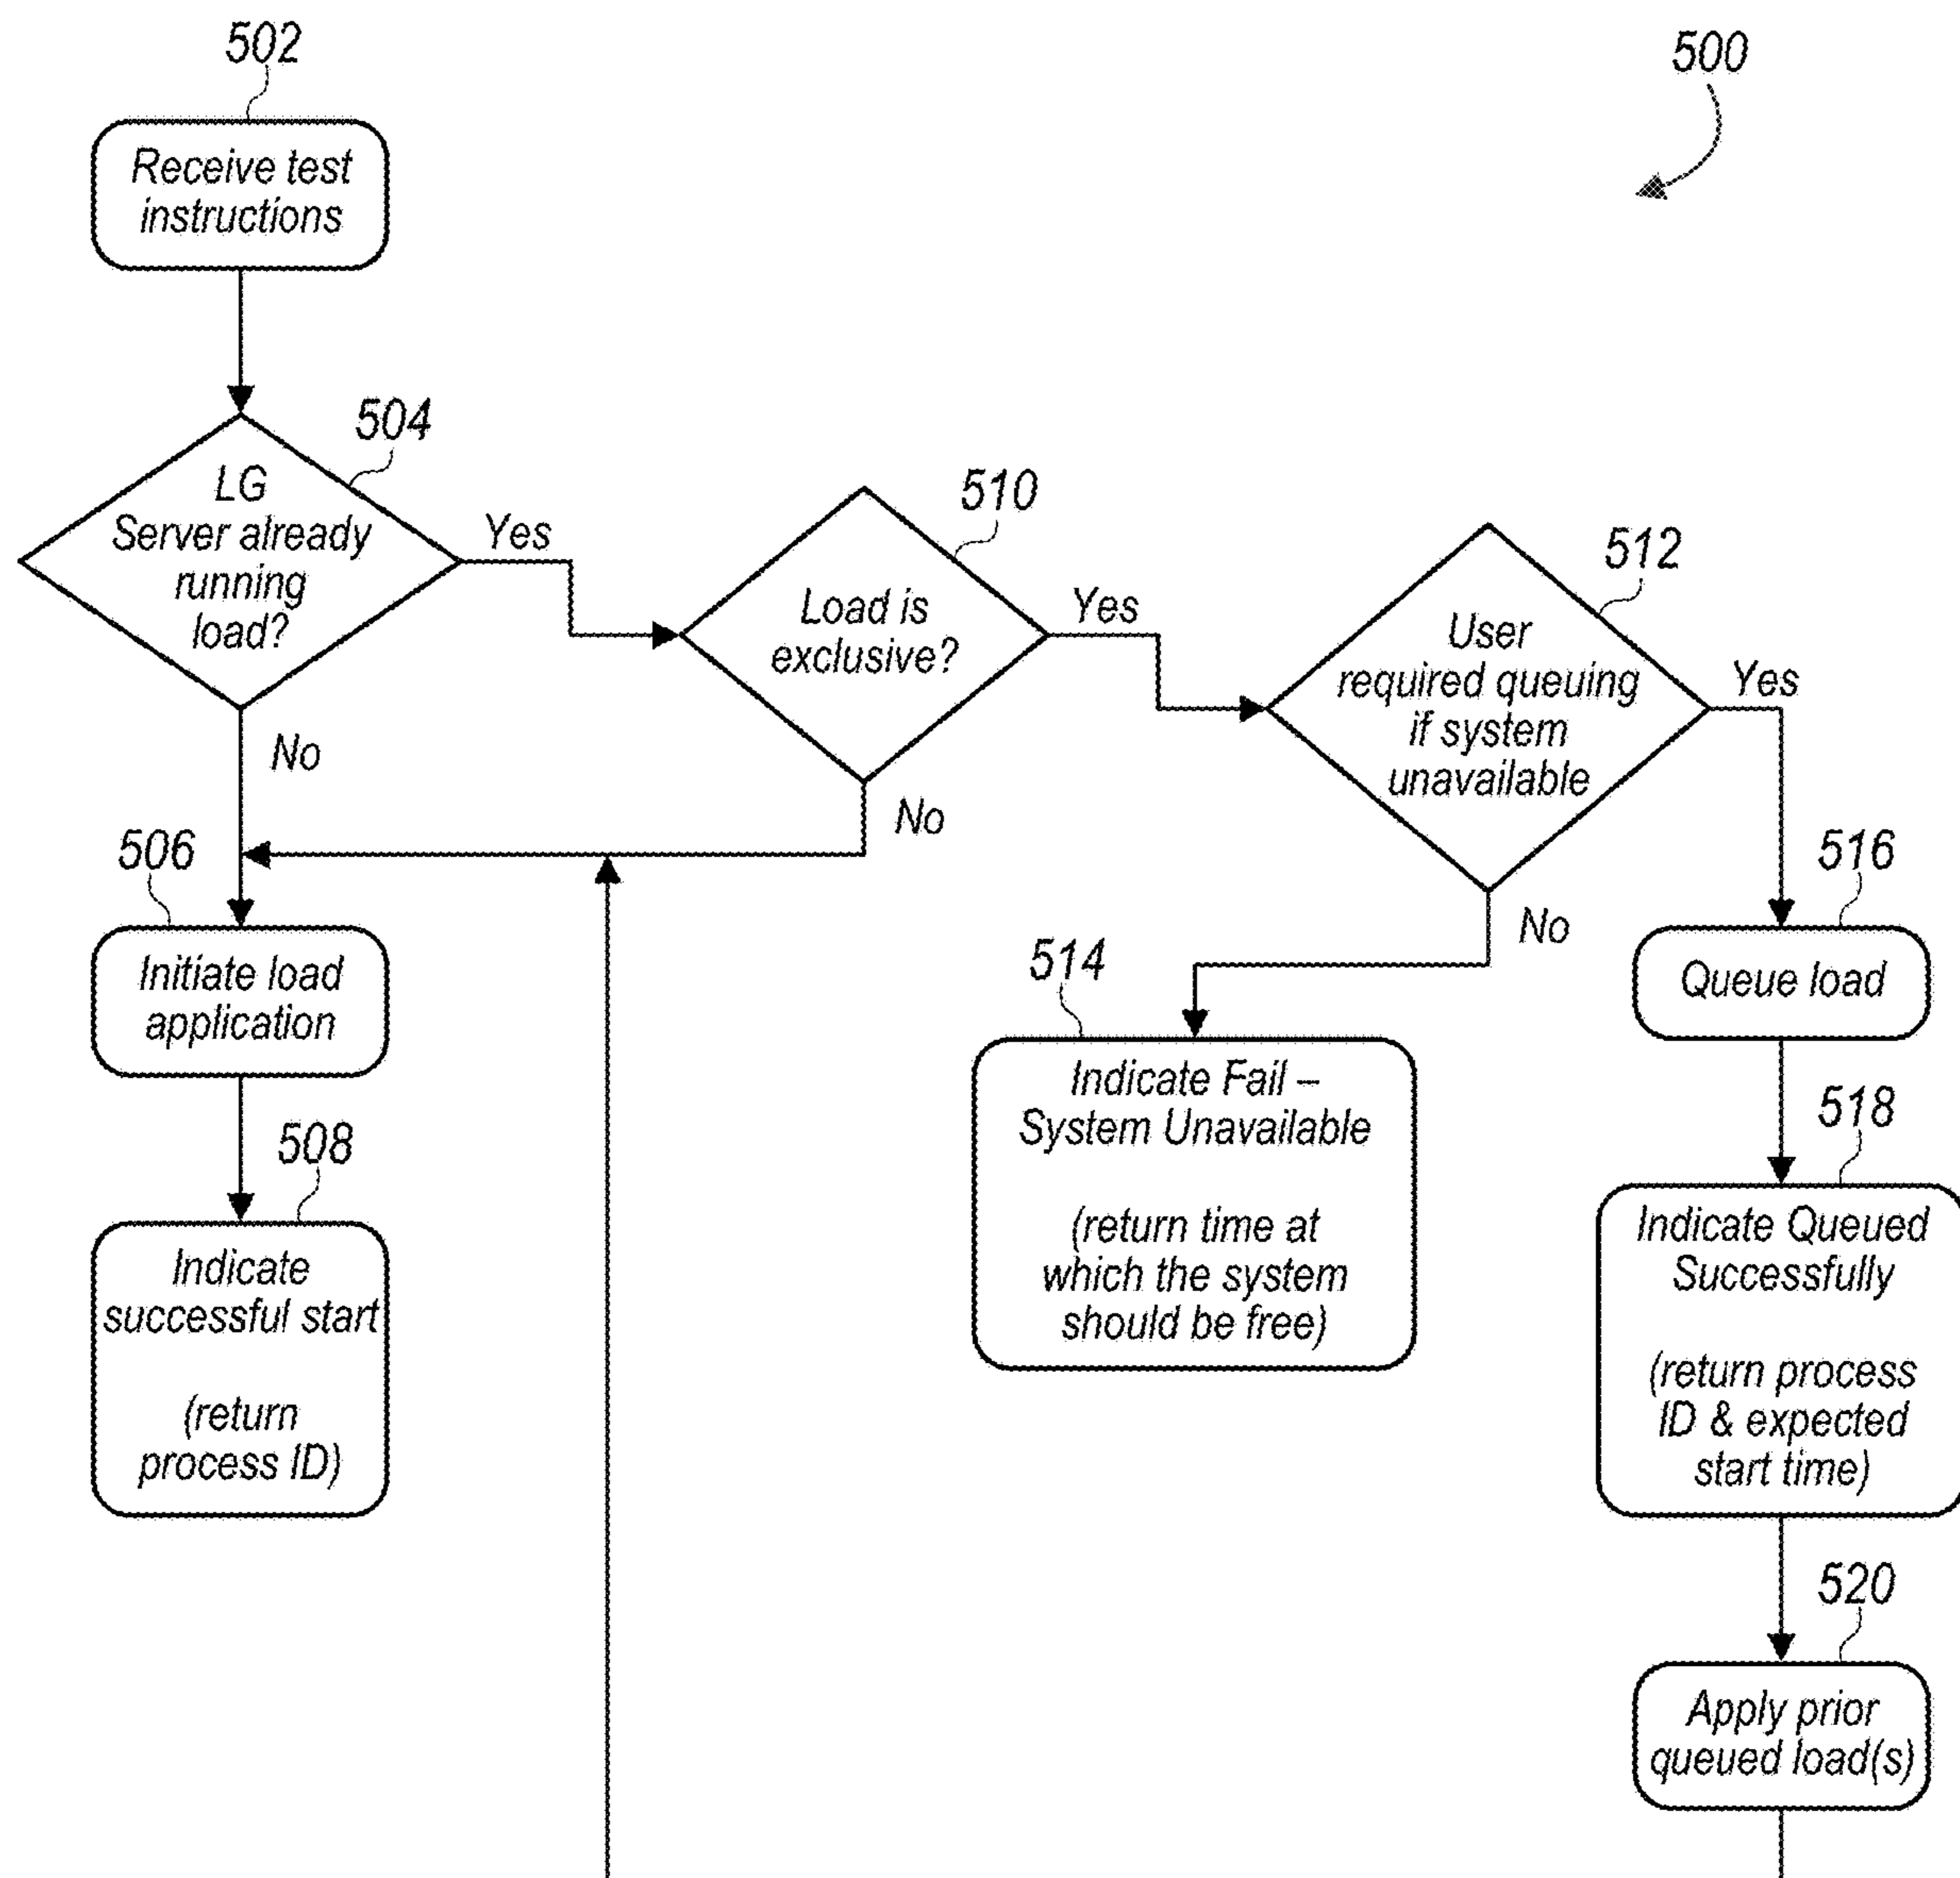 502
500
Receive test
instructions
504
LG
Server already
running
load?
Yes
No
510
Load is
exclusive?
Yes
No
512
User
required queuing
if system
unavailable
Yes
No
506
Initiate load
application
508
Indicate
successful start
(return
process ID)
514
Indicate Fail –
System Unavailable
(return time at
which the system
should be free)
516
Queue load
518
Indicate Queued
Successfully
(return process
ID & expected
start time)
520
Apply prior
queued load(s)